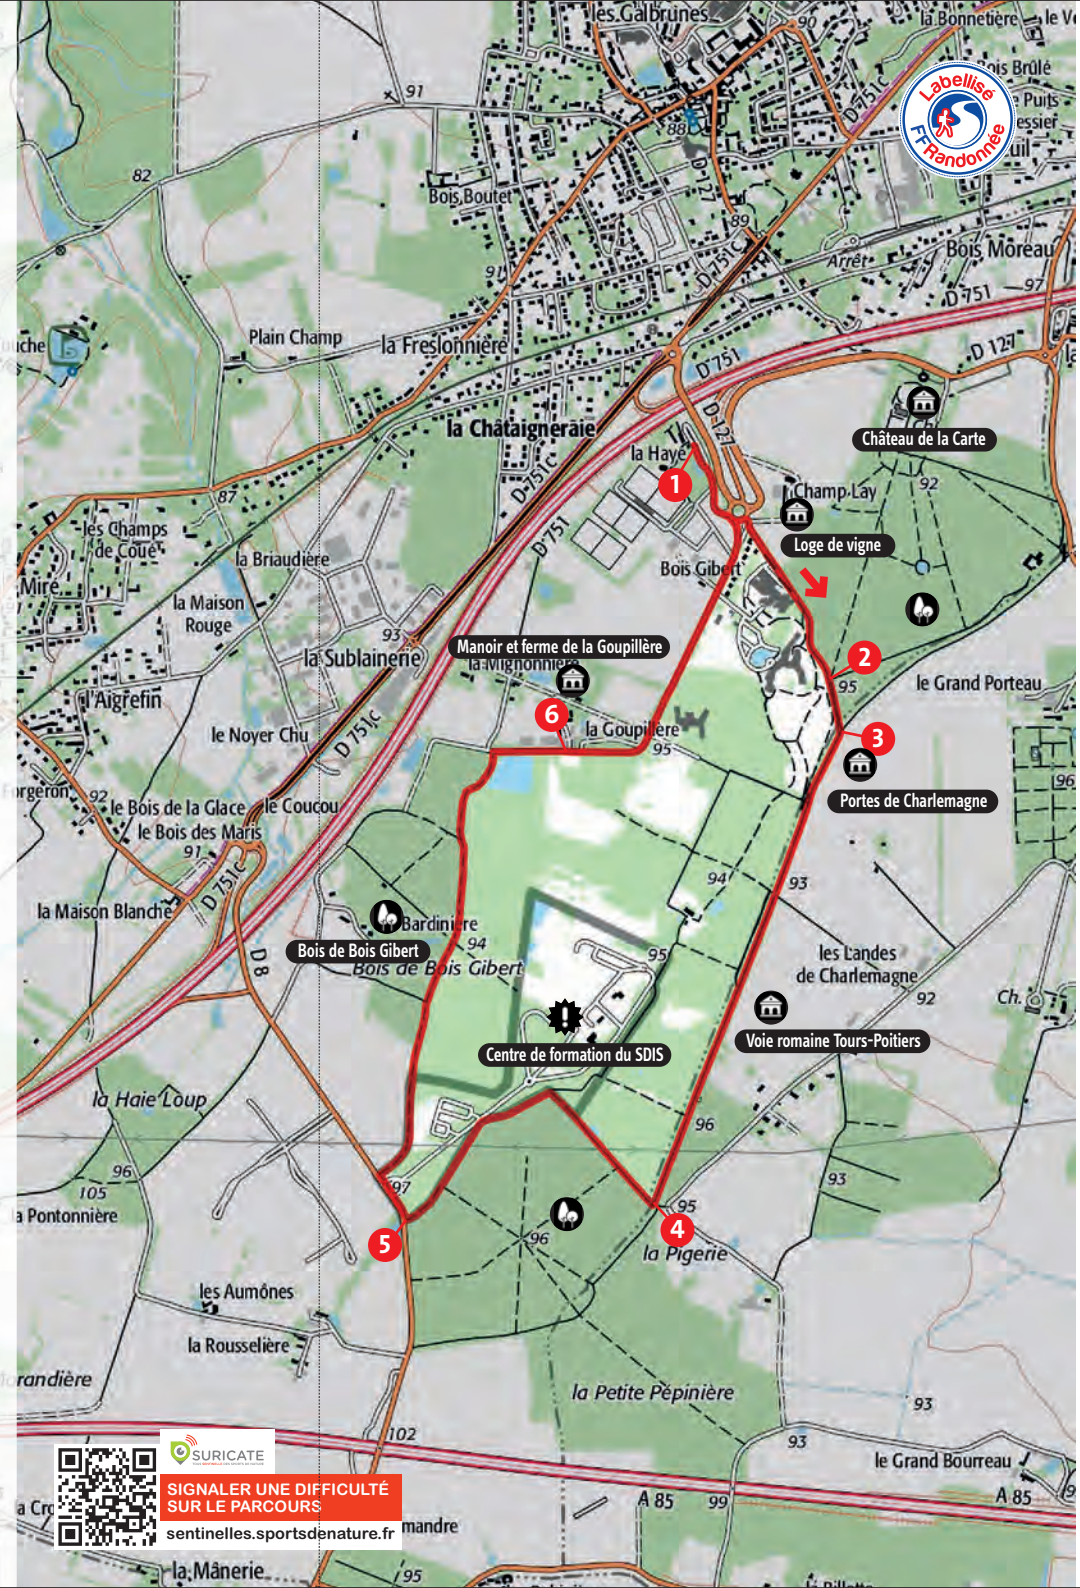 les Galbrunes
90
la Bonnetière
le
Bois Brûlé
Labellisé
FFRandonnée
D 751C
91
88
D 127
82
Bois Boutet
89
D 751C
Arrêt
Bois Moreau
91
D 751
97
Plain Champ
la Freslonnière
D 751
D 127
la Châtaigneraie
D 127
la Haye
Château de la Carte
1
92
87
D 751C
Champ Lay
les Champs
de Coué
D 751
Loge de vigne
la Briaudière
Bois Gibert
Miré
la Maison
Rouge
93
la Sublainerie
Manoir et ferme de la Goupillère
la Mignonnière
2
95
l'Aigrefin
le Grand Porteau
6
la Goupillère
le Noyer Chu
D 751C
95
3
Portes de Charlemagne
Forgeron
92
le Bois de la Glace
le Coucou
96
le Bois des Maris
91
D 751C
94
93
la Maison Blanche
Bardinière
94
Bois de Bois Gibert
Bois de Bois Gibert
D 8
95
les Landes
de Charlemagne
92
Ch.
Centre de formation du SDIS
Voie romaine Tours-Poitiers
la Haie Loup
96
96
105
97
93
la Pontonnière
95
4
5
96
la Pigerie
les Aumônes
la Rousselière
la Petite Pépinière
93
102
93
SURICATE
le Grand Bourreau
SIGNALER UNE DIFFICULTÉ
SUR LE PARCOURS
A 85
99
A 85
sentinelles.sportsdenature.fr
la Mânerie
95